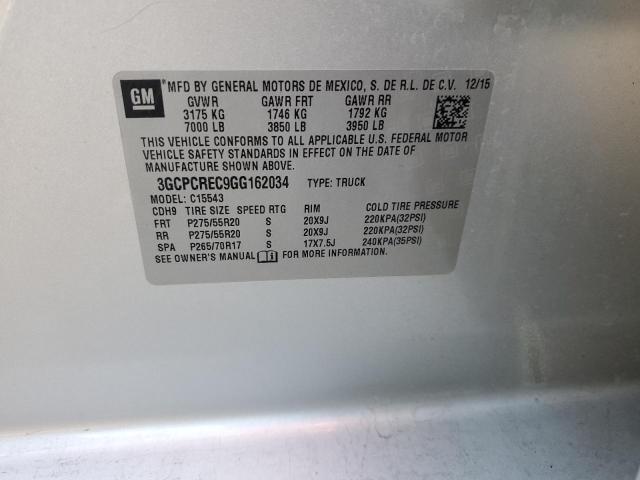 GM
*MFD BY GENERAL MOTORS DE MEXICO, S. DE R.L. DE C.V. 12/15
GVWR GAWR FRT GAWR RR
3175 KG 1746 KG 1792 KG
7000 LB 3850 LB 3950 LB
THIS VEHICLE CONFORMS TO ALL APPLICABLE U.S. FEDERAL MOTOR
VEHICLE SAFETY STANDARDS IN EFFECT ON THE DATE OF
MANUFACTURE SHOWN ABOVE.
3GCPCREC9GG162034 TYPE: TRUCK
MODEL: C15543
CDH9 TIRE SIZE SPEED RTG RIM COLD TIRE PRESSURE
FRT P275/55R20 S 20X9J 220KPA(32PSI)
RR P275/55R20 S 20X9J 220KPA(32PSI)
SPA P265/70R17 S 17X7.5J 240KPA(35PSI)
SEE OWNER'S MANUAL FOR MORE INFORMATION.